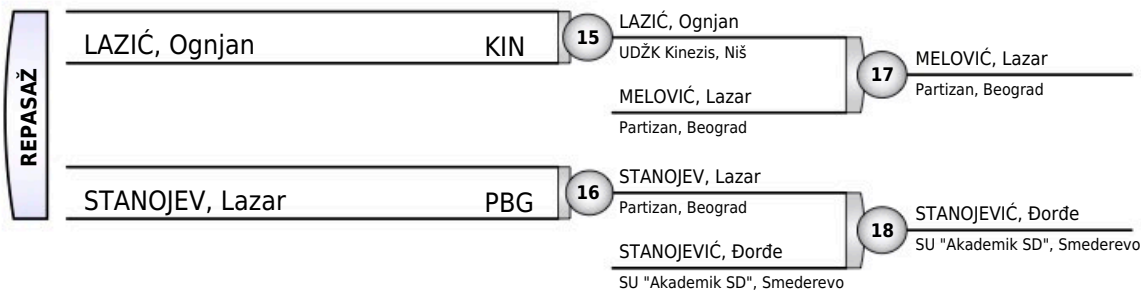 REPASAŽ
LAZIĆ, Ognjan KIN
15
LAZIĆ, Ognjan
UDŽK Kinezis, Niš
MELOVIĆ, Lazar
Partizan, Beograd
17
MELOVIĆ, Lazar
Partizan, Beograd
STANOJEV, Lazar PBG
16
STANOJEV, Lazar
Partizan, Beograd
STANOJEVIĆ, Đorđe
SU "Akademik SD", Smederevo
18
STANOJEVIĆ, Đorđe
SU "Akademik SD", Smederevo